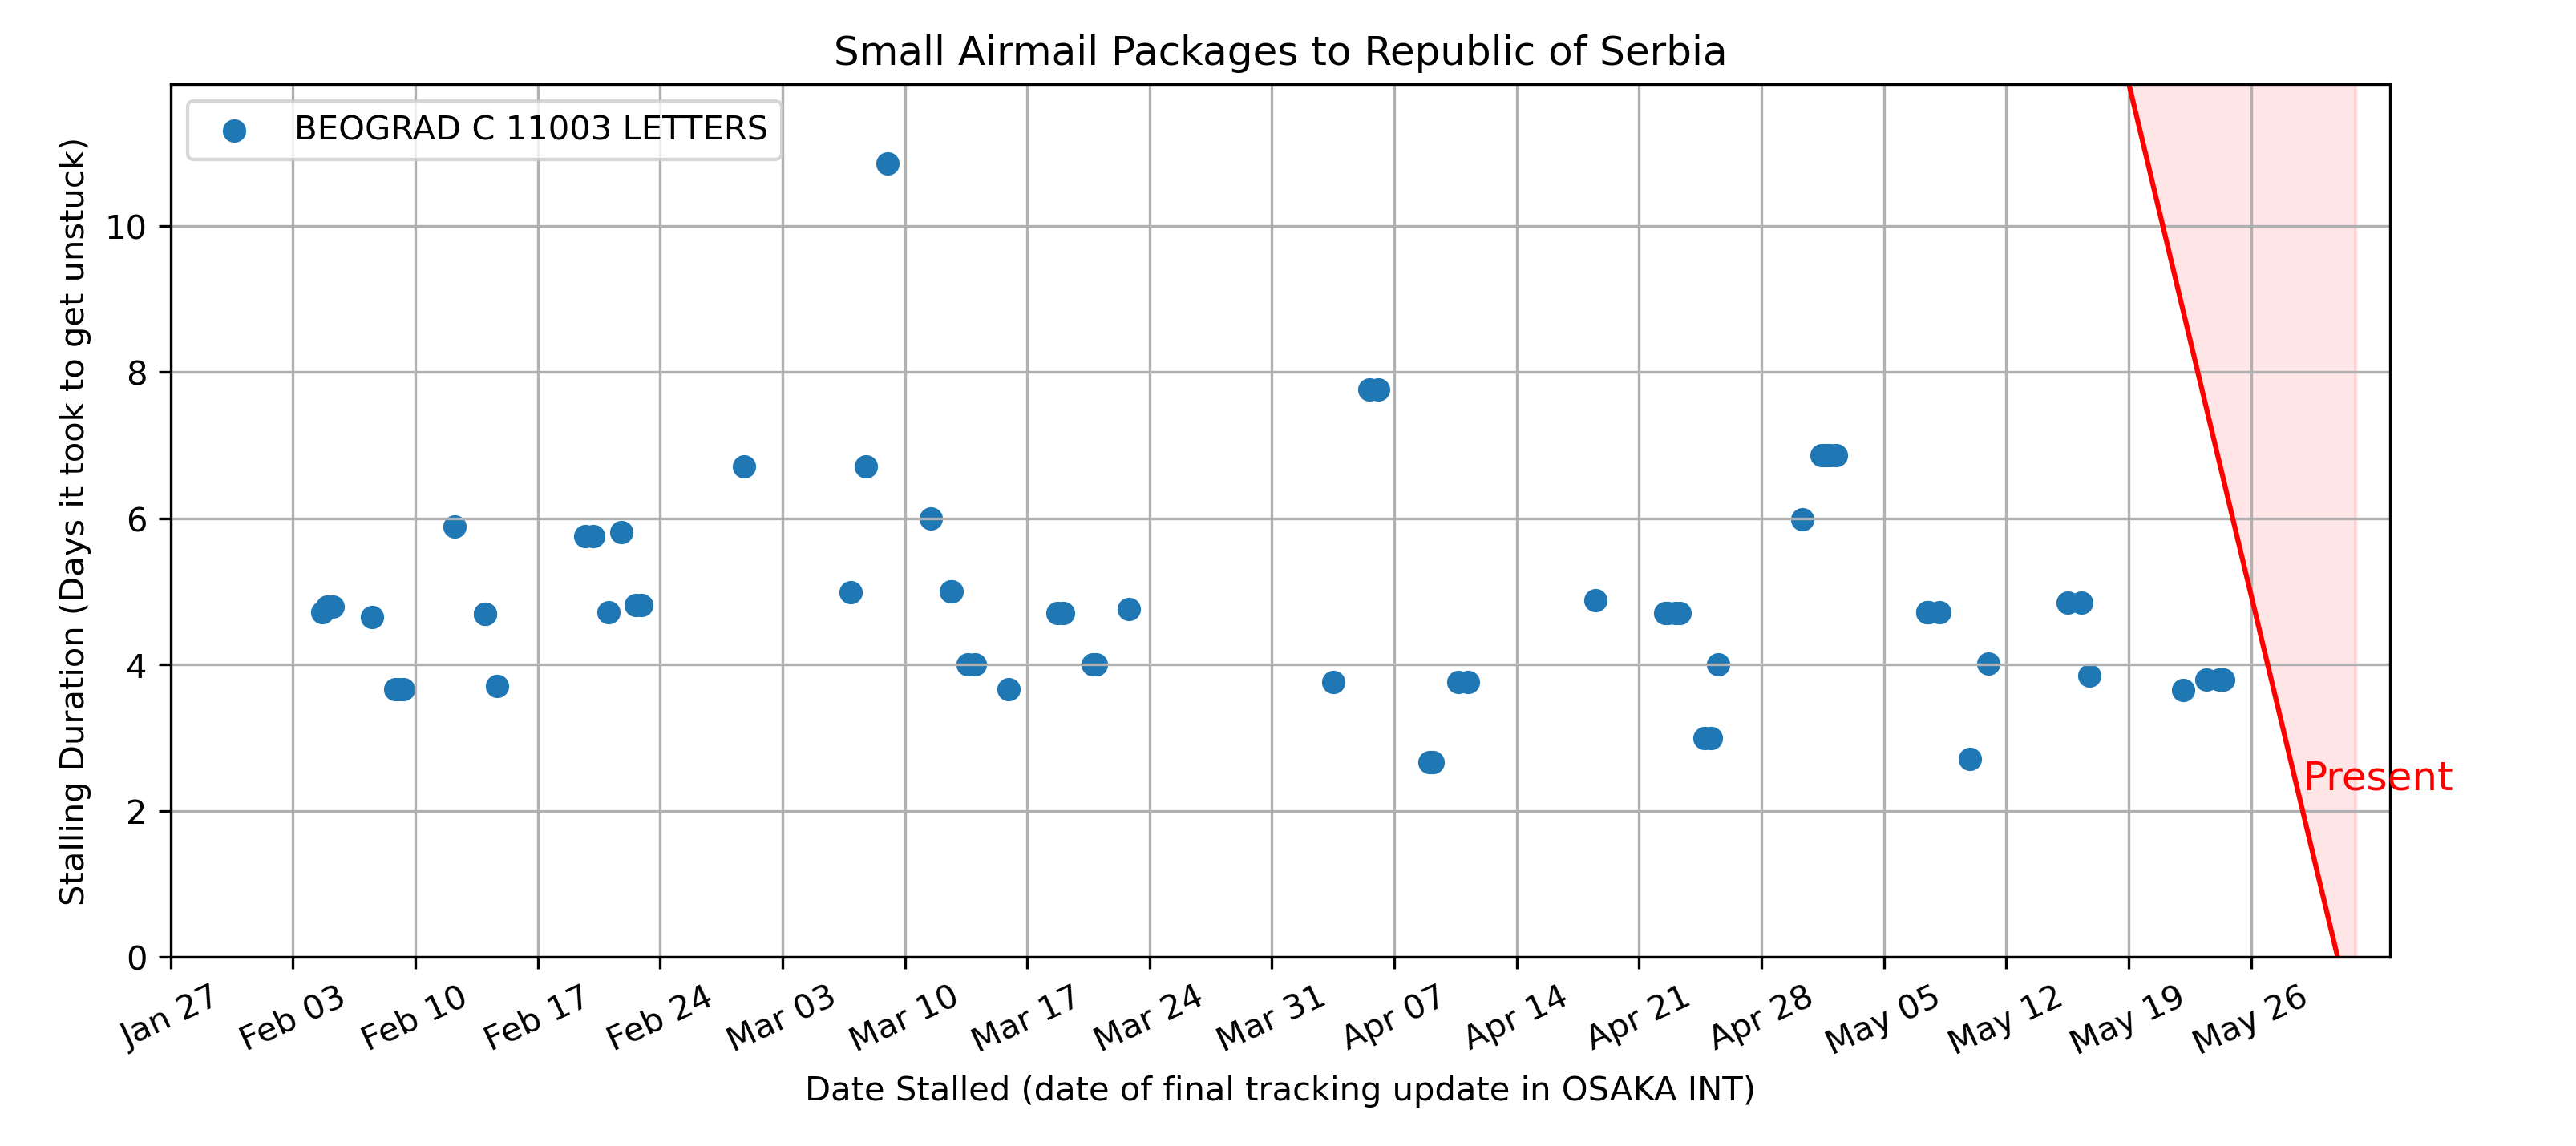 Small Airmail Packages to Republic of Serbia
BEOGRAD C 11003 LETTERS
Stalling Duration (Days it took to get unstuck)
10
8
6
4
2
0
Present
Jan 27
Feb 03
Feb 10
Feb 17
Feb 24
Mar 03
Mar 10
Mar 17
Mar 24
Mar 31
Apr 07
Apr 14
Apr 21
Apr 28
May 05
May 12
May 19
May 26
Date Stalled (date of final tracking update in OSAKA INT)